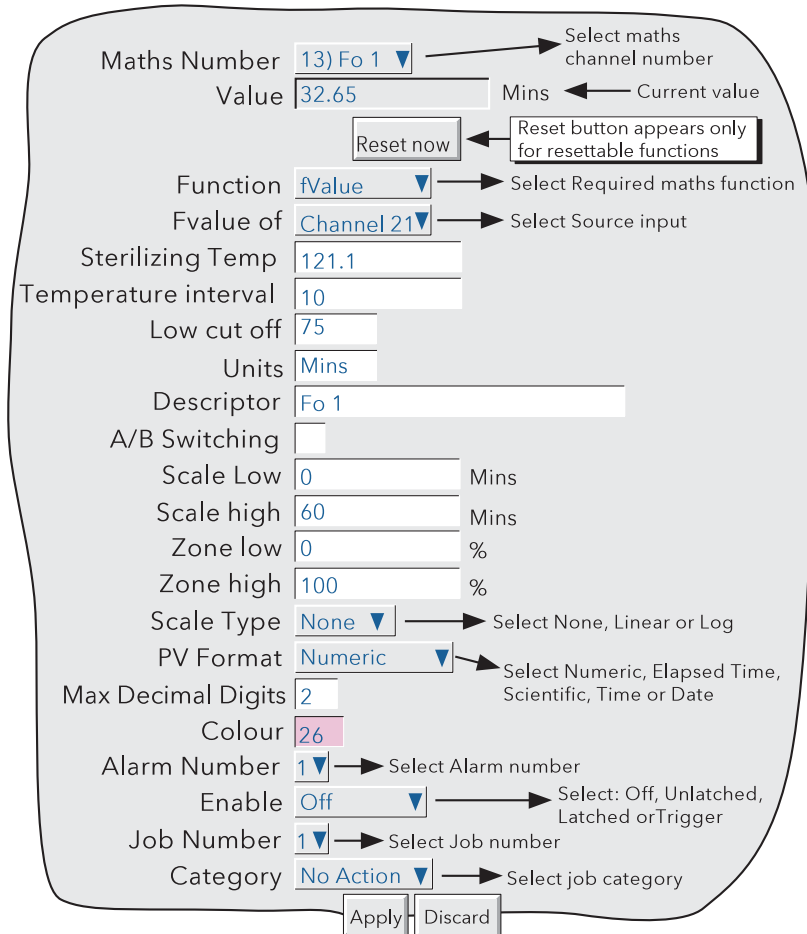 Maths Number 13) Fo 1 Select maths
channel number
Value 32.65 Mins Current value
Reset now Reset button appears only
for resettable functions
Function fValue Select Required maths function
Fvalue of Channel 21 Select Source input
Sterilizing Temp 121.1
Temperature interval 10
Low cut off 75
Units Mins
Descriptor Fo 1
A/B Switching
Scale Low 0 Mins
Scale high 60 Mins
Zone low 0 %
Zone high 100 %
Scale Type None Select None, Linear or Log
PV Format Numeric Select Numeric, Elapsed Time,
Scientific, Time or Date
Max Decimal Digits 2
Colour 26
Alarm Number 1 Select Alarm number
Enable Off Select: Off, Unlatched,
Latched orTrigger
Job Number 1 Select Job number
Category No Action Select job category
Apply Discard